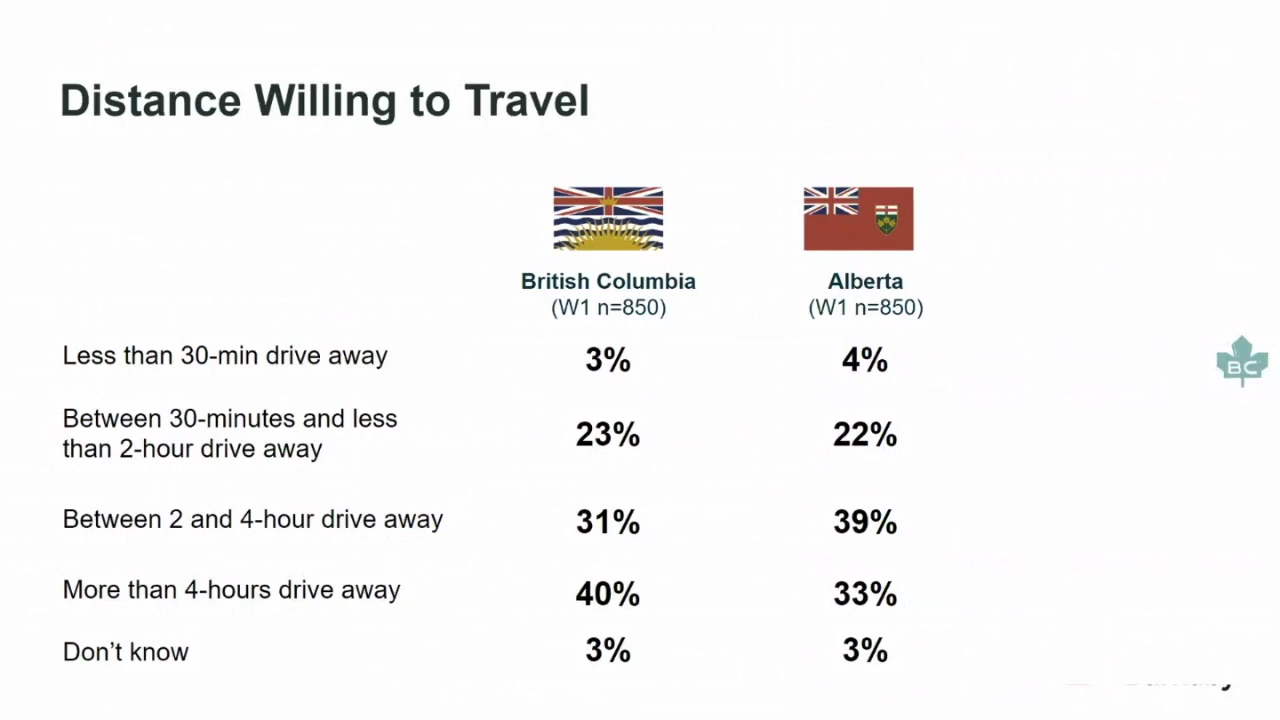 Distance Willing to Travel
British Columbia
(W1 n=850)
Alberta
(W1 n=850)
Less than 30-min drive away
3%
4%
Between 30-minutes and less
than 2-hour drive away
23%
22%
Between 2 and 4-hour drive away
31%
39%
More than 4-hours drive away
40%
33%
Don’t know
3%
3%
BC